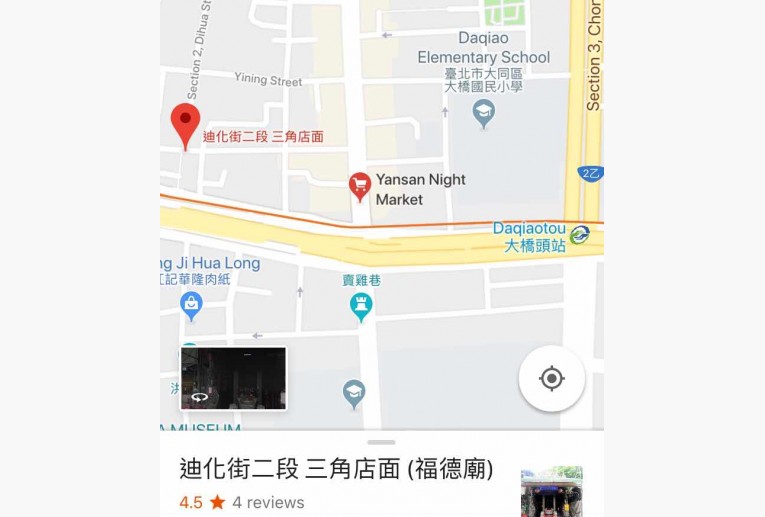 Section 2, Dihua St
Daqiao
Elementary School
臺北市大同區
大橋國民小學
Section 3, Chon
Yining Street
迪化街二段 三角店面
2乙
Yansan Night
Market
Daqiaotou
大橋頭站
ng Ji Hua Long
江記華隆肉紙
賣雞巷
洪
A MUSEUM
迪化街二段 三角店面 (福德廟)
4.5 ★ 4 reviews